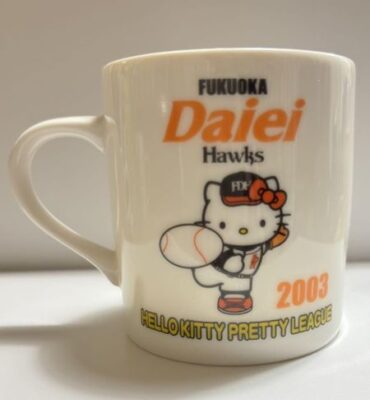 FUKUOKA
Daiei
Hawks
FDH
2003
HELLO KITTY PRETTY LEAGUE